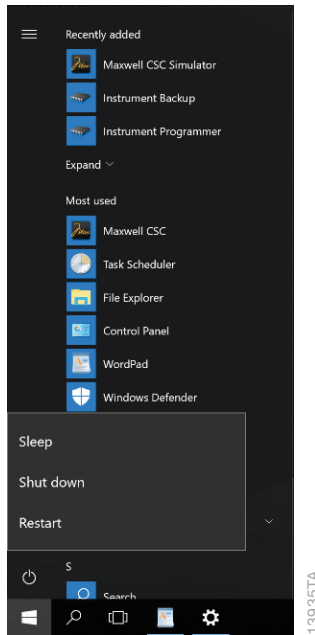 Recently added
Maxwell CSC Simulator
Instrument Backup
Instrument Programmer
Expand
Most used
Maxwell CSC
Task Scheduler
File Explorer
Control Panel
WordPad
Windows Defender
Sleep
Shut down
Restart
S
Search
13935TA